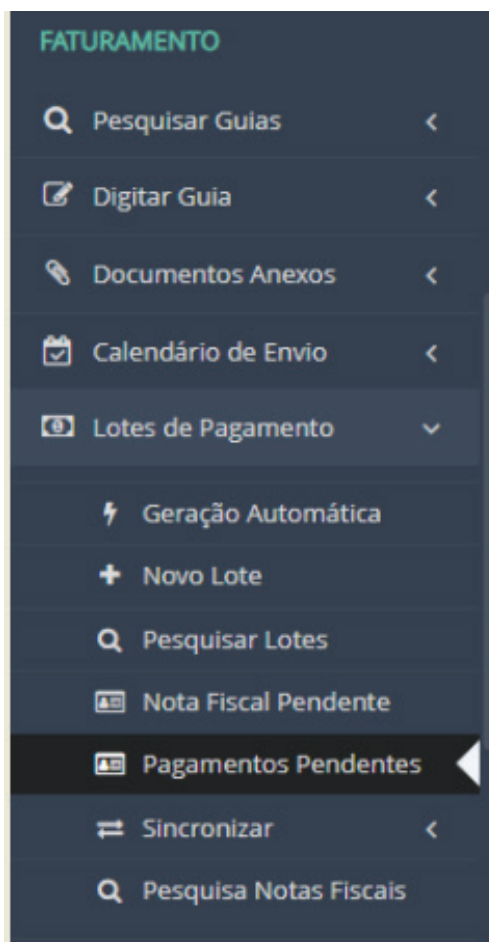 FATURAMENTO
Pesquisar Guias
Digitar Guia
Documentos Anexos
Calendário de Envio
Lotes de Pagamento
Geração Automática
Novo Lote
Pesquisar Lotes
Nota Fiscal Pendente
Pagamentos Pendentes
Sincronizar
Pesquisa Notas Fiscais